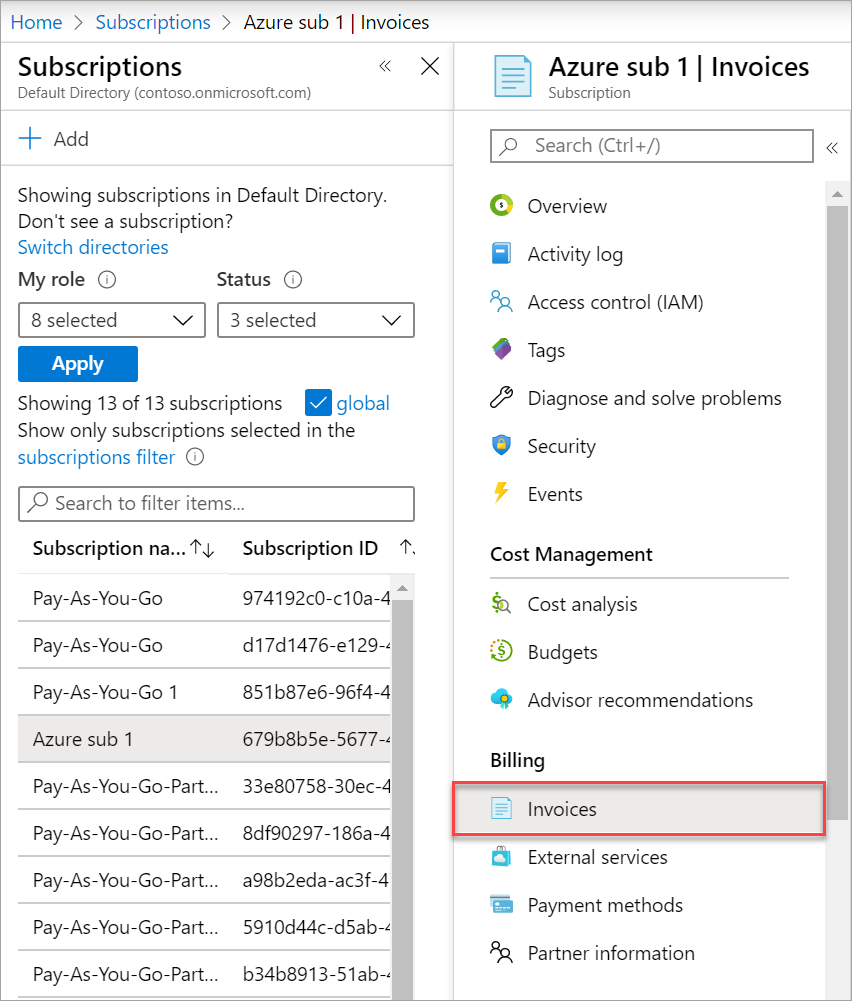 Home > Subscriptions > Azure sub 1 | Invoices
Subscriptions
Default Directory (contoso.onmicrosoft.com)
Add
Showing subscriptions in Default Directory.
Don't see a subscription?
Switch directories
My role Status
8 selected 3 selected
Apply
Showing 13 of 13 subscriptions global
Show only subscriptions selected in the
subscriptions filter
Search to filter items...
Subscription na... Subscription ID
Pay-As-You-Go 974192c0-c10a-4
Pay-As-You-Go d17d1476-e129-4
Pay-As-You-Go 1 851b87e6-96f4-4
Azure sub 1 679b8b5e-5677-4
Pay-As-You-Go-Part... 33e80758-30ec-4
Pay-As-You-Go-Part... 8df90297-186a-4
Pay-As-You-Go-Part... a98b2eda-ac3f-4
Pay-As-You-Go-Part... 5910d44c-d5ab-4
Pay-As-You-Go-Part... b34b8913-51ab-4
Azure sub 1 | Invoices
Subscription
Search (Ctrl+/)
Overview
Activity log
Access control (IAM)
Tags
Diagnose and solve problems
Security
Events
Cost Management
Cost analysis
Budgets
Advisor recommendations
Billing
Invoices
External services
Payment methods
Partner information